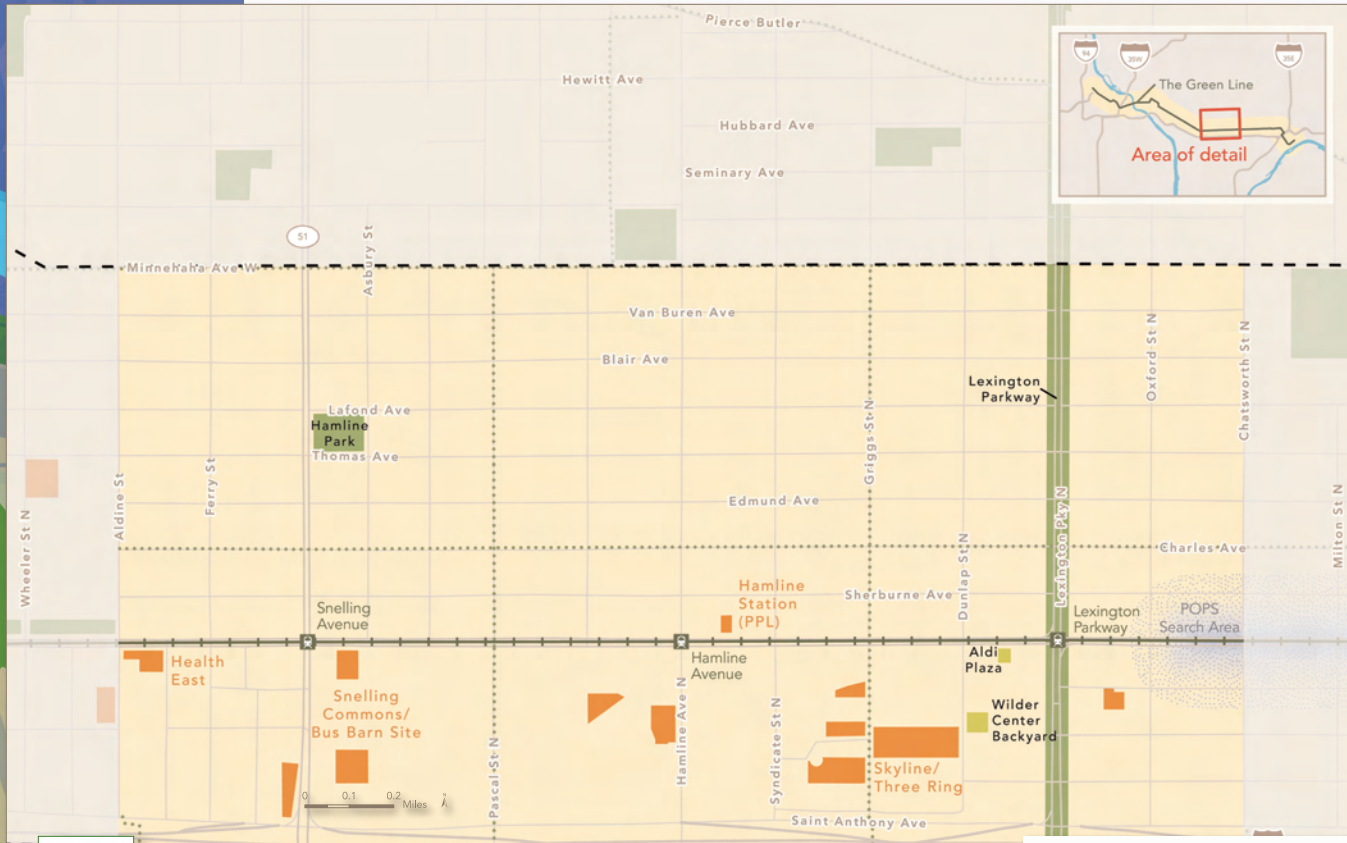 Pierce Butler
Hewitt Ave
Hubbard Ave
Seminary Ave
94
35W
35E
The Green Line
Area of detail
51
Asbury St
Minnehaha Ave W
Van Buren Ave
Blair Ave
Lexington
Parkway
Oxford St N
Chatsworth St N
Lafond Ave
Hamline
Park
Thomas Ave
Griggs St N
Ferry St
Aldine St
Wheeler St N
Edmund Ave
Lexington Pky N
Milton St N
Charles Ave
Dunlap St N
Hamline
Station
(PPL)
Sherburne Ave
Snelling
Avenue
Lexington
Parkway
POPS
Search Area
Health
East
Hamline
Avenue
Aldi
Plaza
Snelling
Commons/
Bus Barn Site
Wilder
Center
Backyard
Pascal St N
Hamline Ave N
Syndicate St N
Skyline/
Three Ring
0 0.1 0.2
Miles
N
Saint Anthony Ave